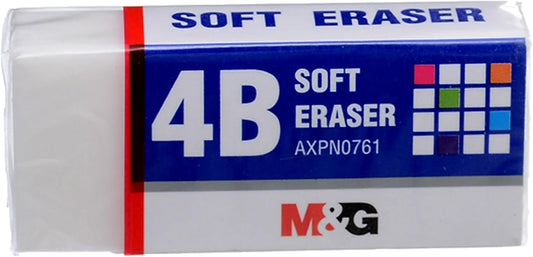 SOFT ERASER
4B
SOFT
ERASER
AXPN0761
M&G